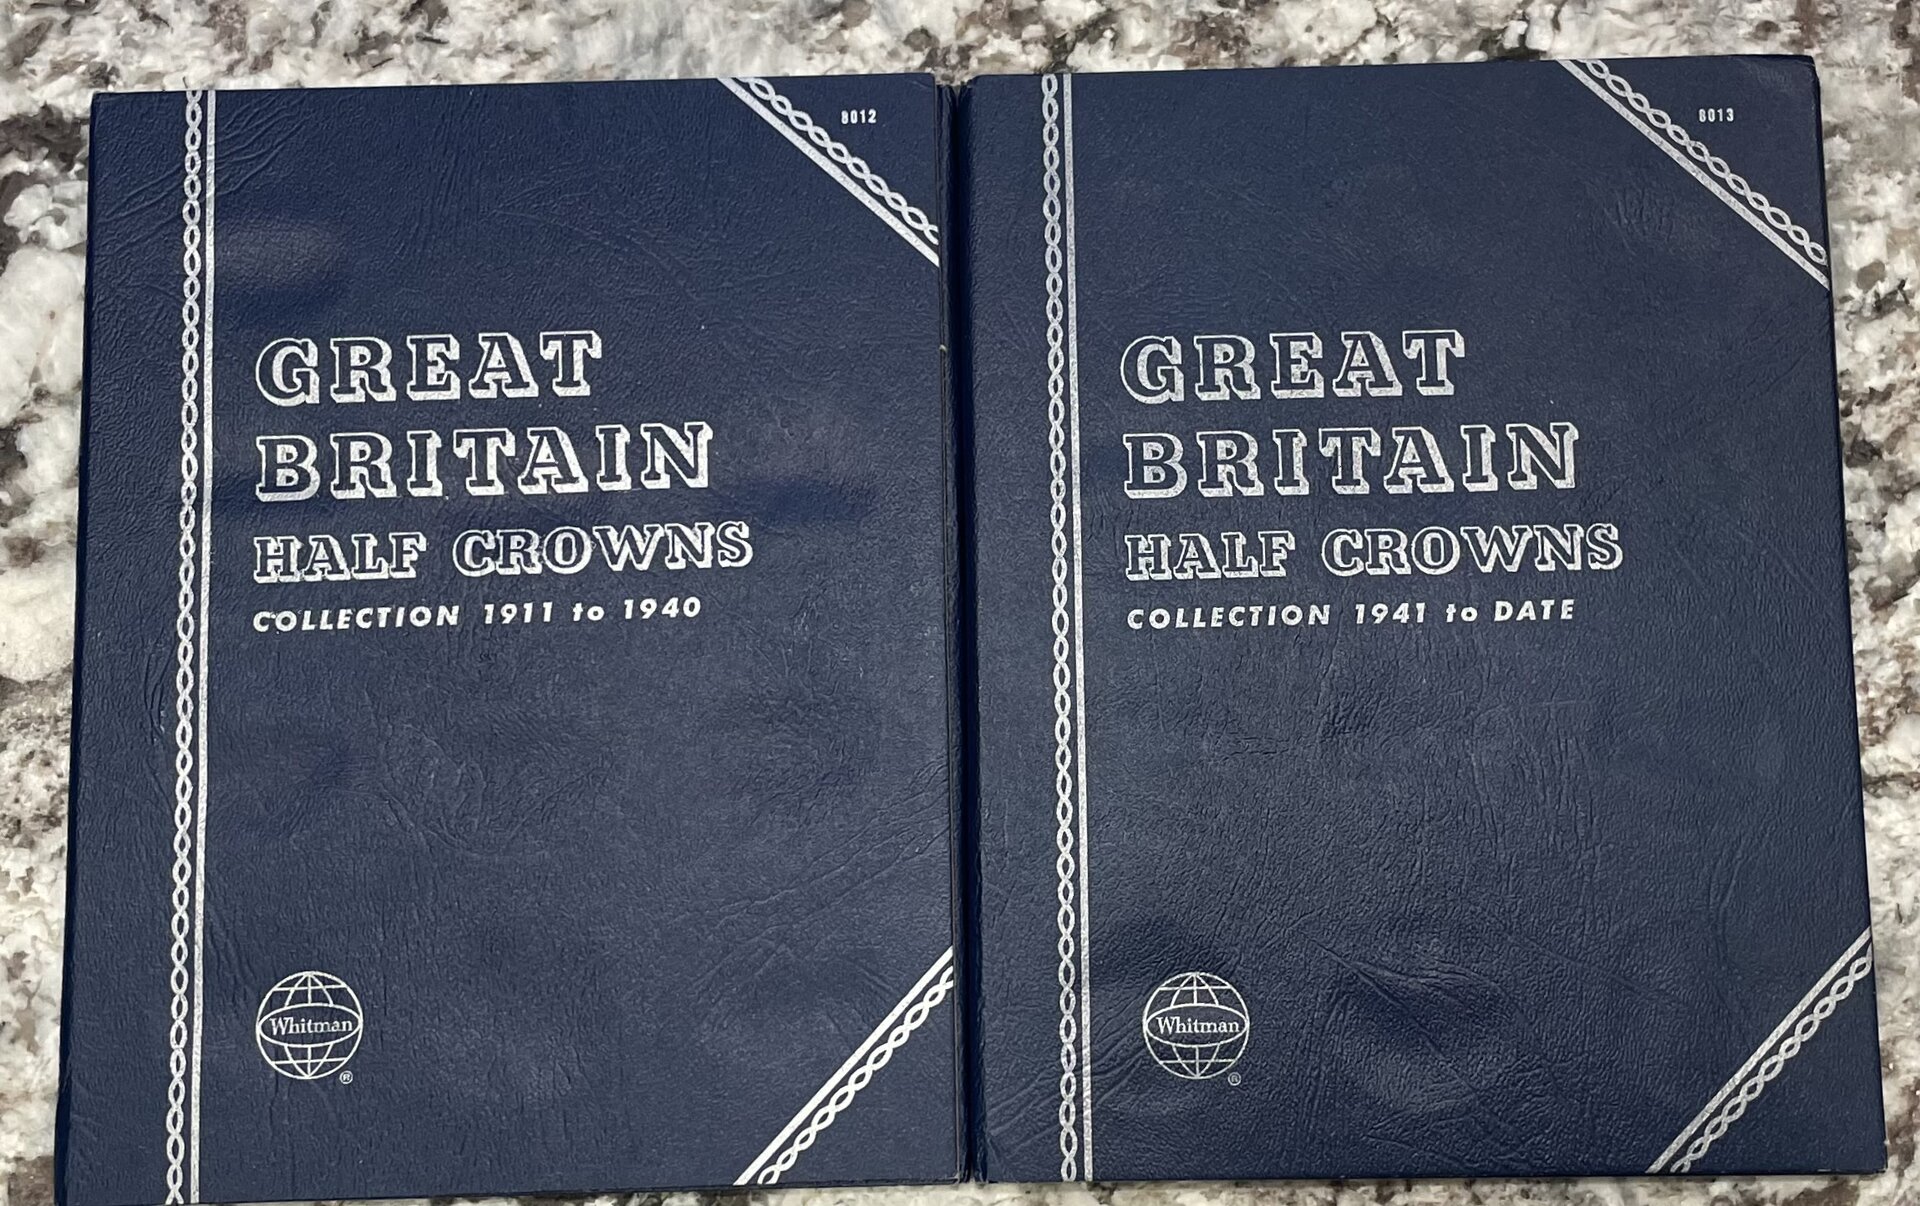 8012
GREAT
BRITAIN
HALF CROWNS
COLLECTION 1911 to 1940
Whitman
®
8013
GREAT
BRITAIN
HALF CROWNS
COLLECTION 1941 to DATE
Whitman
®